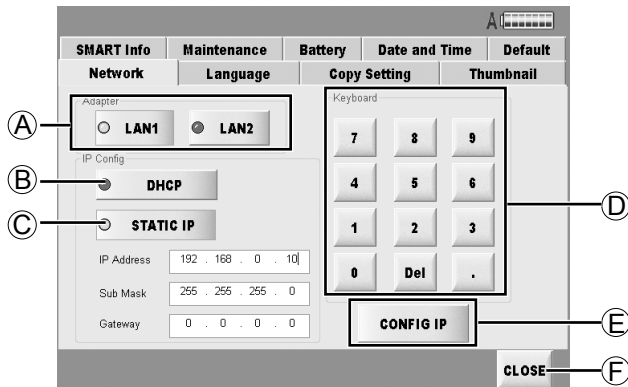 A
SMART Info Maintenance Battery Date and Time Default
Network Language Copy Setting Thumbnail
Adapter
LAN1 LAN2
IP Config
DHCP
STATIC IP
IP Address 192 . 168 . 0 . 10
Sub Mask 255 . 255 . 255 . 0
Gateway 0 . 0 . 0 . 0
Keyboard
7 8 9
4 5 6
1 2 3
0 Del .
CONFIG IP
CLOSE
A
B
C
D
E
F